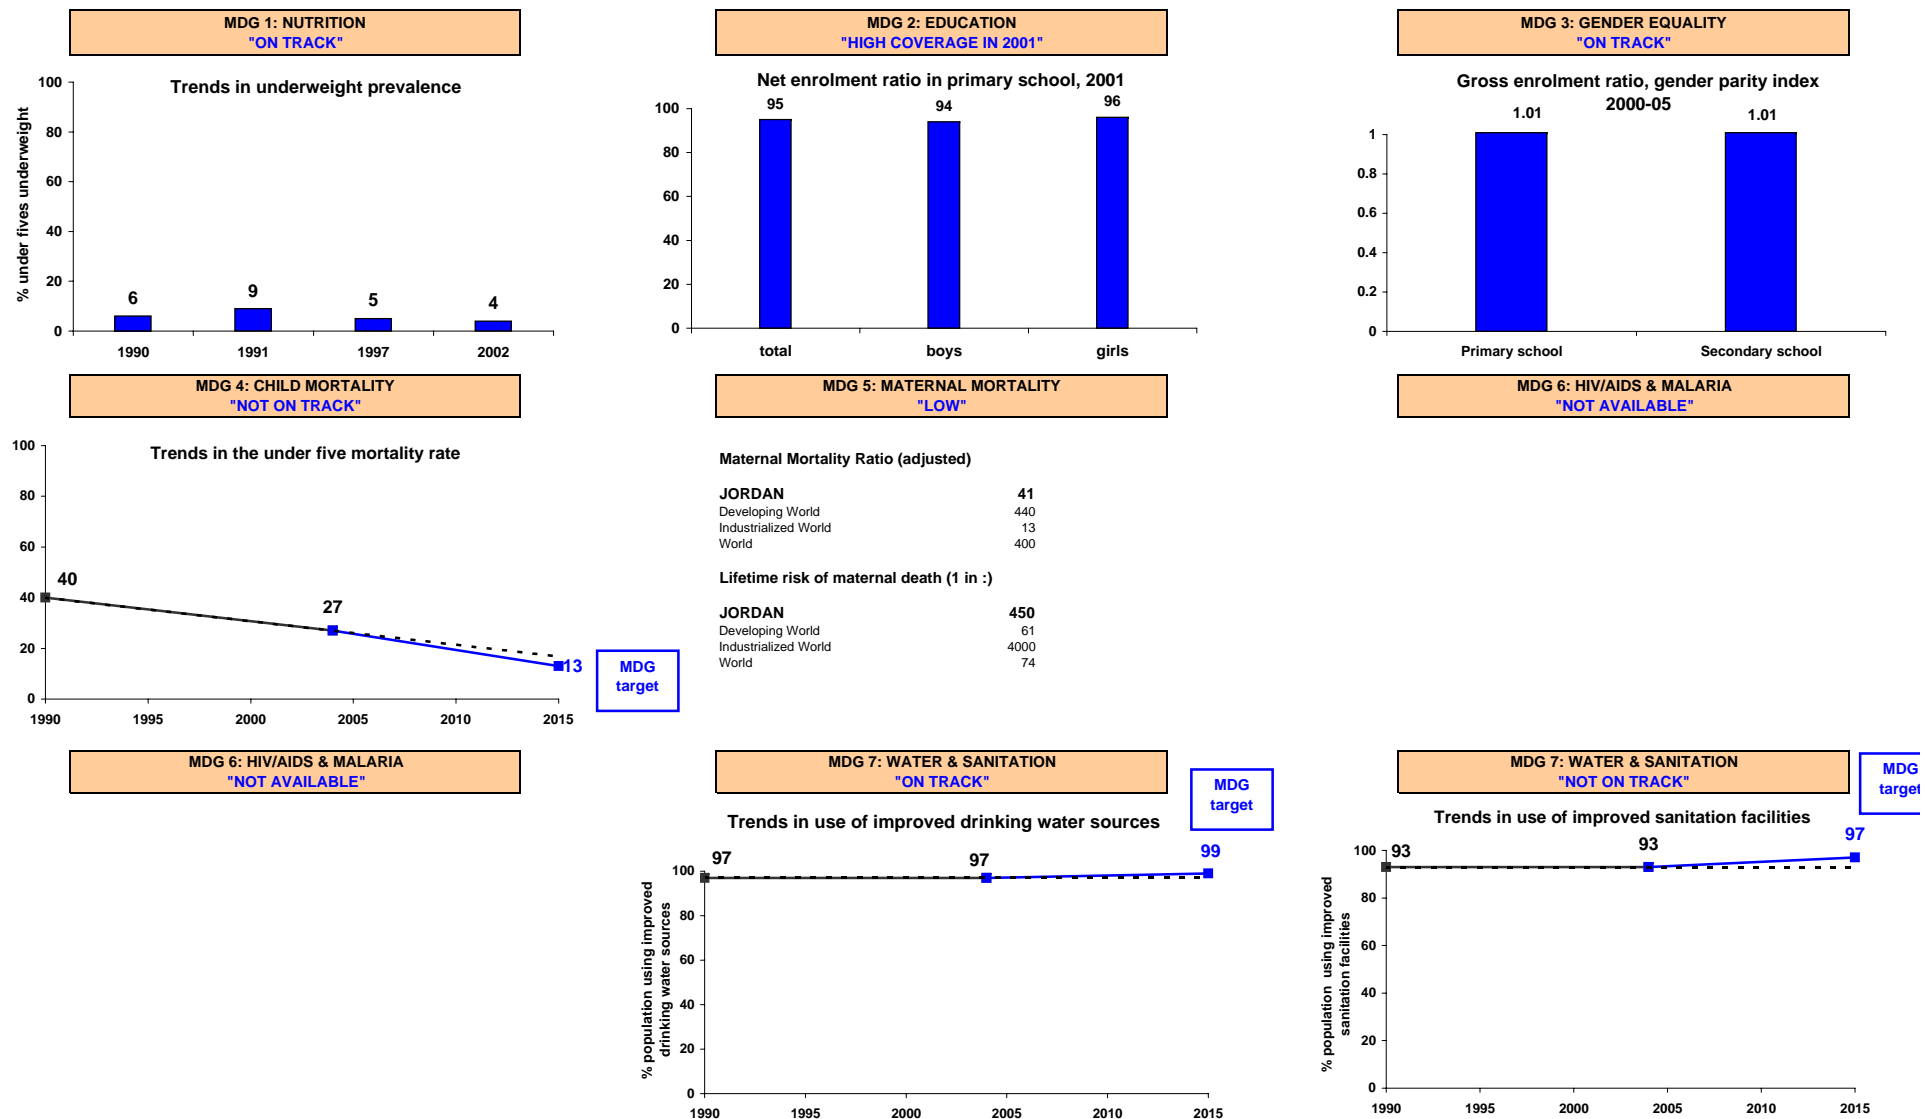 MDG 1: NUTRITION
"ON TRACK"
Trends in underweight prevalence
% under fives underweight
100
80
60
40
20
0
6
9
5
4
1990
1991
1997
2002
MDG 2: EDUCATION
"HIGH COVERAGE IN 2001"
Net enrolment ratio in primary school, 2001
100
80
60
40
20
0
95
94
96
total
boys
girls
MDG 3: GENDER EQUALITY
"ON TRACK"
Gross enrolment ratio, gender parity index
2000-05
1.01
1.01
1
0.8
0.6
0.4
0.2
0
Primary school
Secondary school
MDG 4: CHILD MORTALITY
"NOT ON TRACK"
Trends in the under five mortality rate
100
80
60
40
20
0
40
27
13
MDG
target
1990
1995
2000
2005
2010
2015
MDG 5: MATERNAL MORTALITY
"LOW"
Maternal Mortality Ratio (adjusted)
JORDAN 41
Developing World 440
Industrialized World 13
World 400
Lifetime risk of maternal death (1 in :)
JORDAN 450
Developing World 61
Industrialized World 4000
World 74
MDG 6: HIV/AIDS & MALARIA
"NOT AVAILABLE"
MDG 6: HIV/AIDS & MALARIA
"NOT AVAILABLE"
MDG 7: WATER & SANITATION
"ON TRACK"
MDG
target
Trends in use of improved drinking water sources
% population using improved
drinking water sources
100
80
60
40
20
0
97
97
99
1990
1995
2000
2005
2010
2015
MDG 7: WATER & SANITATION
"NOT ON TRACK"
MDG
target
Trends in use of improved sanitation facilities
% population using improved
sanitation facilities
100
80
60
40
20
0
93
93
97
1990
1995
2000
2005
2010
2015